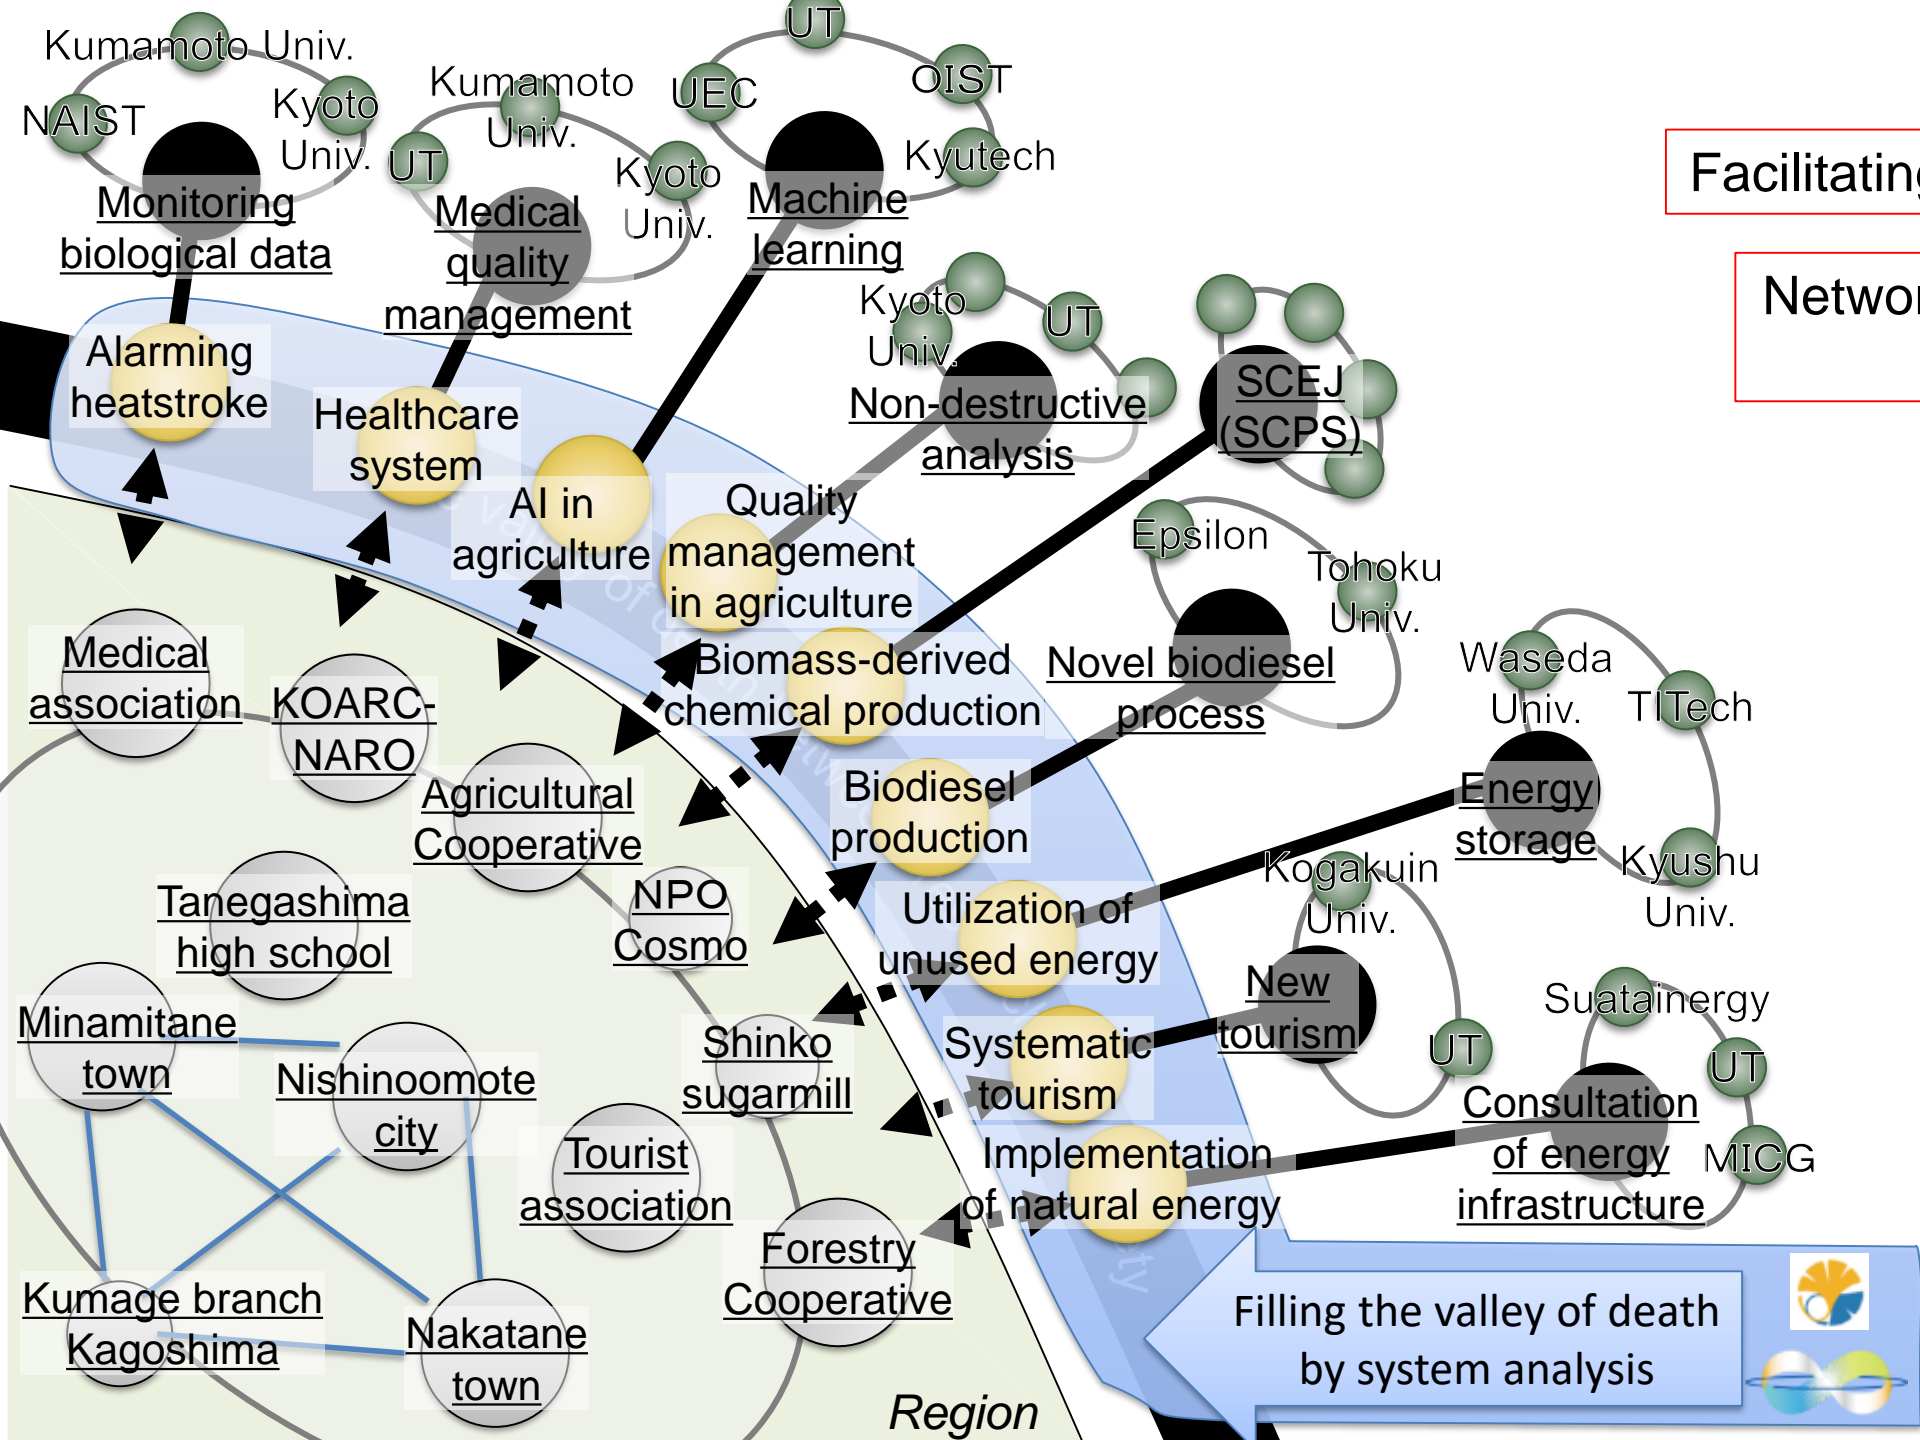 UT
Kumamoto Univ.
NAIST
Kyoto
Univ.
Kumamoto
Univ.
UT
Kyoto
Univ.
UEC
OIST
Kyutech
Monitoring
biological data
Medical
quality
management
Machine
learning
Facilitating
Kyoto
Univ.
UT
Non-destructive
analysis
SCEJ
(SCPS)
Alarming
heatstroke
Healthcare
system
AI in
agriculture
Quality
management
in agriculture
Biomass-derived
chemical production
Biodiesel
production
Utilization of
unused energy
Systematic
tourism
Implementation
of natural energy
Epsilon
Tohoku
Univ.
Novel biodiesel
process
Waseda
Univ.
TITech
Energy
storage
Kyushu
Univ.
Kogakuin
Univ.
New
tourism
UT
Suatainergy
UT
MICG
Consultation
of energy
infrastructure
Medical
association
KOARC-
NARO
Agricultural
Cooperative
Tanegashima
high school
NPO
Cosmo
Minamitane
town
Nishinoomote
city
Shinko
sugarmill
Tourist
association
Forestry
Cooperative
Kumage branch
Kagoshima
Nakatane
town
Region
Filling the valley of death
by system analysis